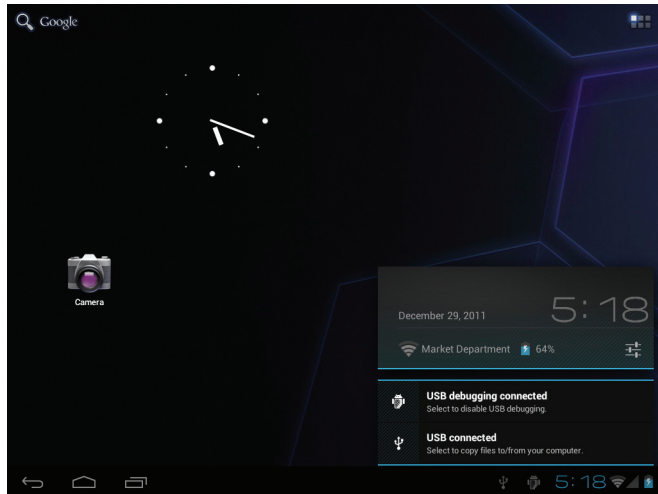 Google
Camera
December 29, 2011
5:18
Market Department
64%
USB debugging connected
Select to disable USB debugging.
USB connected
Select to copy files to/from your computer.
5:18